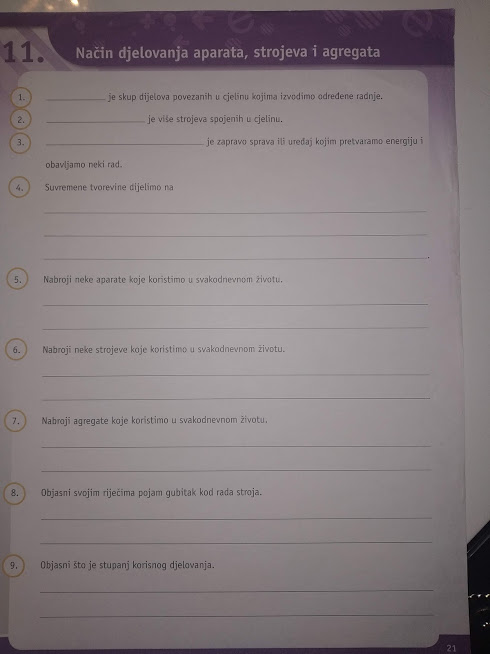 11. Način djelovanja aparata, strojeva i agregata
1. ____________ je skup dijelova povezanih u cjelinu kojima izvodimo određene radnje.
2. ____________________ je više strojeva spojenih u cjelinu.
3. ________________________________ je zapravo sprava ili uređaj kojim pretvaramo energiju i
obavljamo neki rad.
4. Suvremene tvorevine dijelimo na
5. Nabroji neke aparate koje koristimo u svakodnevnom životu.
6. Nabroji neke strojeve koje koristimo u svakodnevnom životu.
7. Nabroji agregate koje koristimo u svakodnevnom životu.
8. Objasni svojim riječima pojam gubitak kod rada stroja.
9. Objasni što je stupanj korisnog djelovanja.
21